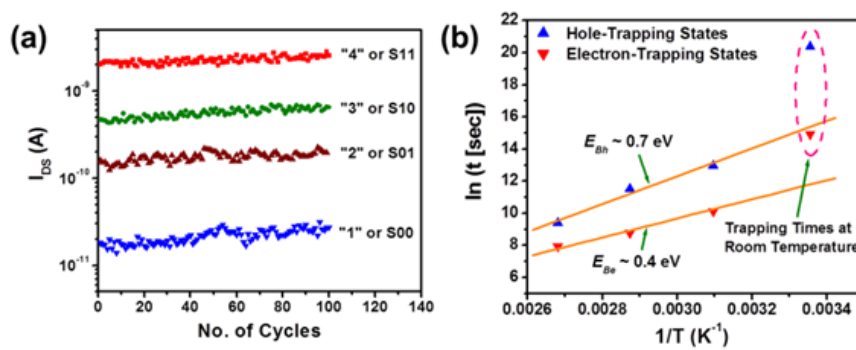 (a)
I_DS (A)
10^-9
10^-10
10^-11
"4" or S11
"3" or S10
"2" or S01
"1" or S00
0 20 40 60 80 100 120 140
No. of Cycles
(b)
ln (t [sec])
22
20
18
16
14
12
10
8
6
Hole-Trapping States
Electron-Trapping States
E_Bh ~ 0.7 eV
E_Be ~ 0.4 eV
Trapping Times at
Room Temperature
0.0026 0.0028 0.0030 0.0032 0.0034
1/T (K^-1)